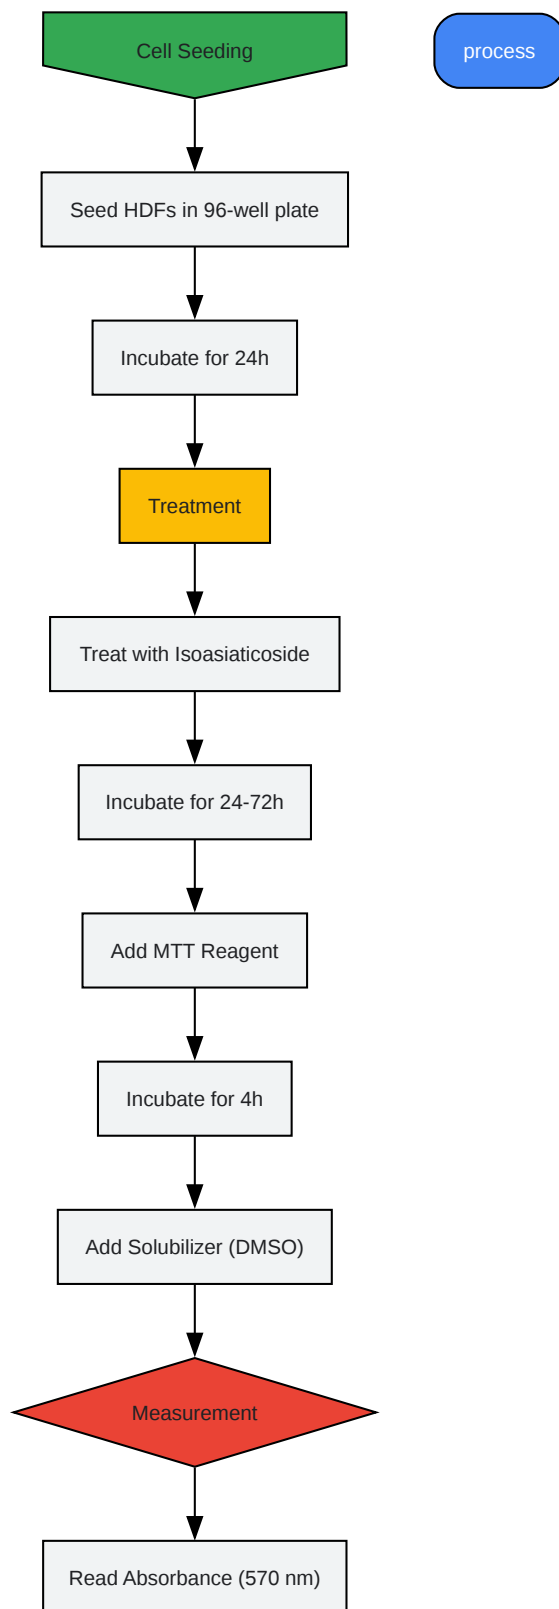 Cell Seeding
process
Seed HDFs in 96-well plate
Incubate for 24h
Treatment
Treat with Isoasiaticoside
Incubate for 24-72h
Add MTT Reagent
Incubate for 4h
Add Solubilizer (DMSO)
Measurement
Read Absorbance (570 nm)